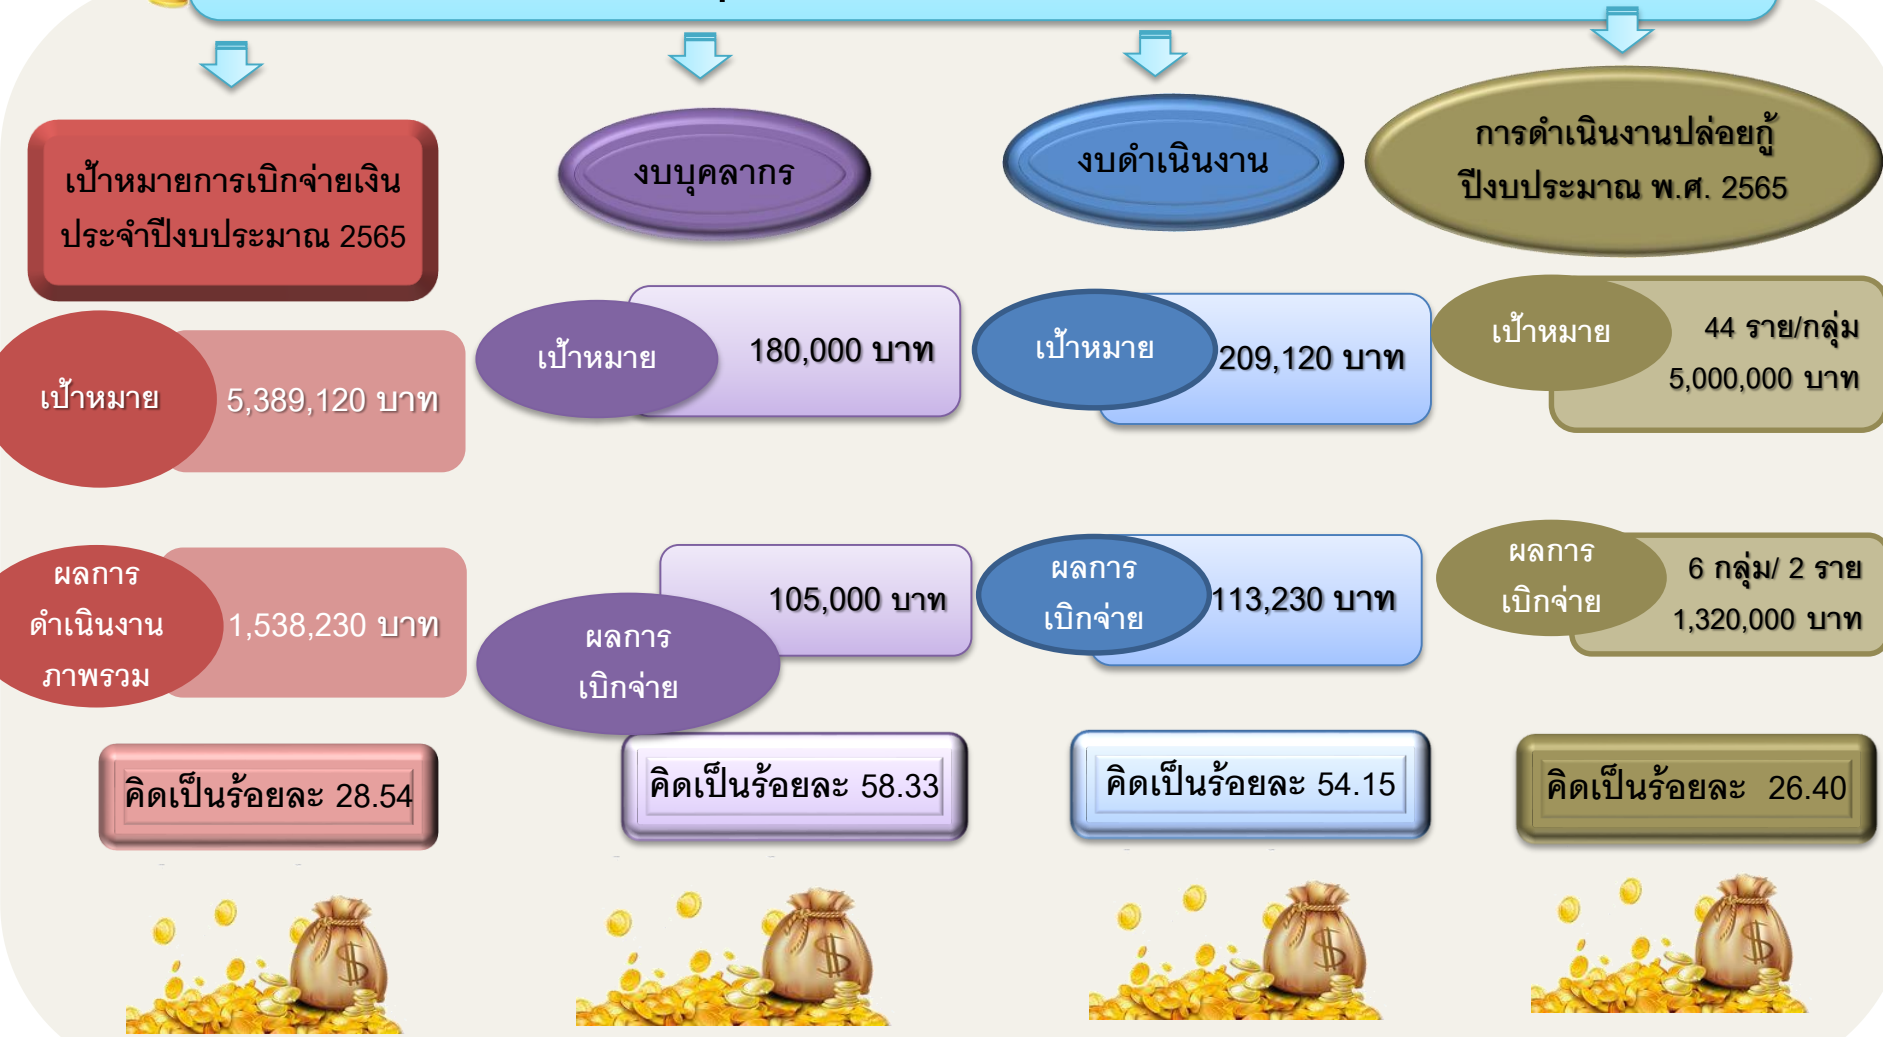 เป้าหมายการเบิกจ่ายเงิน
ประจำปีงบประมาณ 2565
เป้าหมาย
5,389,120 บาท
ผลการ
ดำเนินงาน
ภาพรวม
1,538,230 บาท
คิดเป็นร้อยละ 28.54
งบบุคลากร
เป้าหมาย
180,000 บาท
ผลการ
เบิกจ่าย
105,000 บาท
คิดเป็นร้อยละ 58.33
งบดำเนินงาน
เป้าหมาย
209,120 บาท
ผลการ
เบิกจ่าย
113,230 บาท
คิดเป็นร้อยละ 54.15
การดำเนินงานปล่อยกู้
ปีงบประมาณ พ.ศ. 2565
เป้าหมาย
44 ราย/กลุ่ม
5,000,000 บาท
ผลการ
เบิกจ่าย
6 กลุ่ม/ 2 ราย
1,320,000 บาท
คิดเป็นร้อยละ 26.40